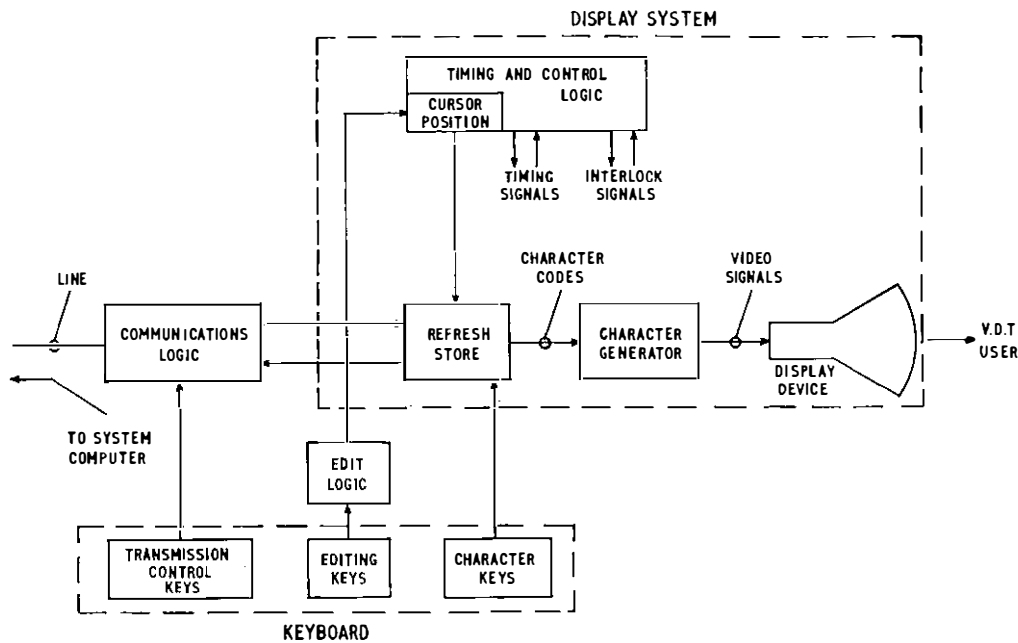 DISPLAY SYSTEM
TIMING AND CONTROL
LOGIC
CURSOR
POSITION
TIMING
SIGNALS
INTERLOCK
SIGNALS
LINE
COMMUNICATIONS
LOGIC
REFRESH
STORE
CHARACTER
CODES
CHARACTER
GENERATOR
VIDEO
SIGNALS
DISPLAY
DEVICE
V.D.T
USER
TO SYSTEM
COMPUTER
EDIT
LOGIC
TRANSMISSION
CONTROL
KEYS
EDITING
KEYS
CHARACTER
KEYS
KEYBOARD